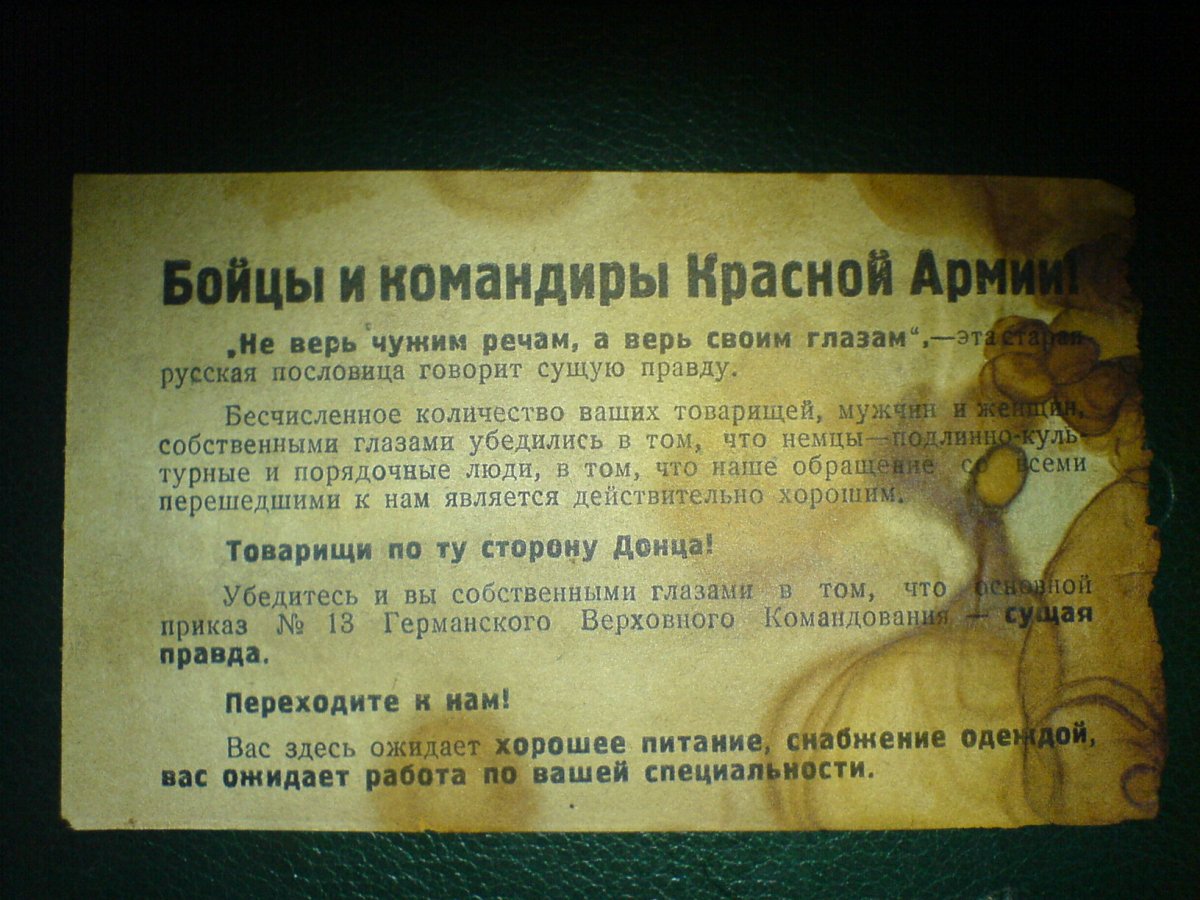 Бойцы и командиры Красной Армии!
„Не верь чужим речам, а верь своим глазам“,—эта старая
русская пословица говорит сущую правду.
Бесчисленное количество ваших товарищей, мужчин и женщин,
собственными глазами убедились в том, что немцы—подлинно-куль-
турные и порядочные люди, в том, что наше обращение со всеми
перешедшими к нам является действительно хорошим.
Товарищи по ту сторону Донца!
Убедитесь и вы собственными глазами в том, что основной
приказ № 13 Германского Верховного Командования — сущая
правда.
Переходите к нам!
Вас здесь ожидает хорошее питание, снабжение одеждой,
вас ожидает работа по вашей специальности.